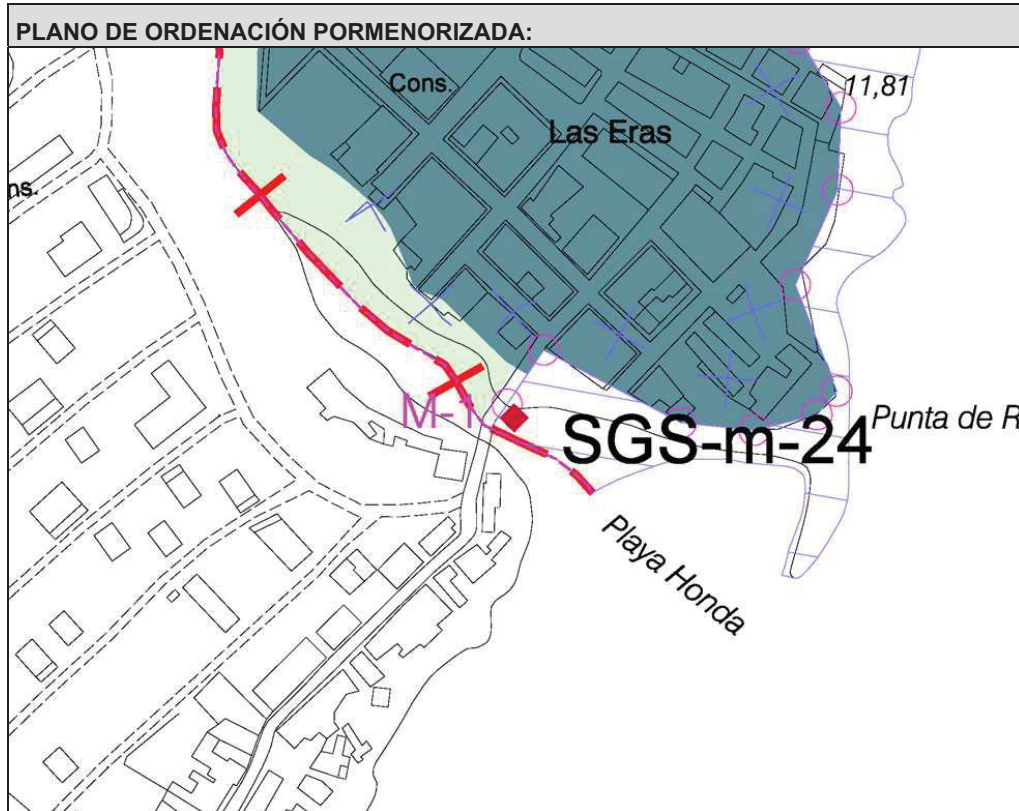 PLANO DE ORDENACIÓN PORMENORIZADA:
Cons.
11,81
Las Eras
ns.
M-1
SGS-m-24
Punta de R
Playa Honda